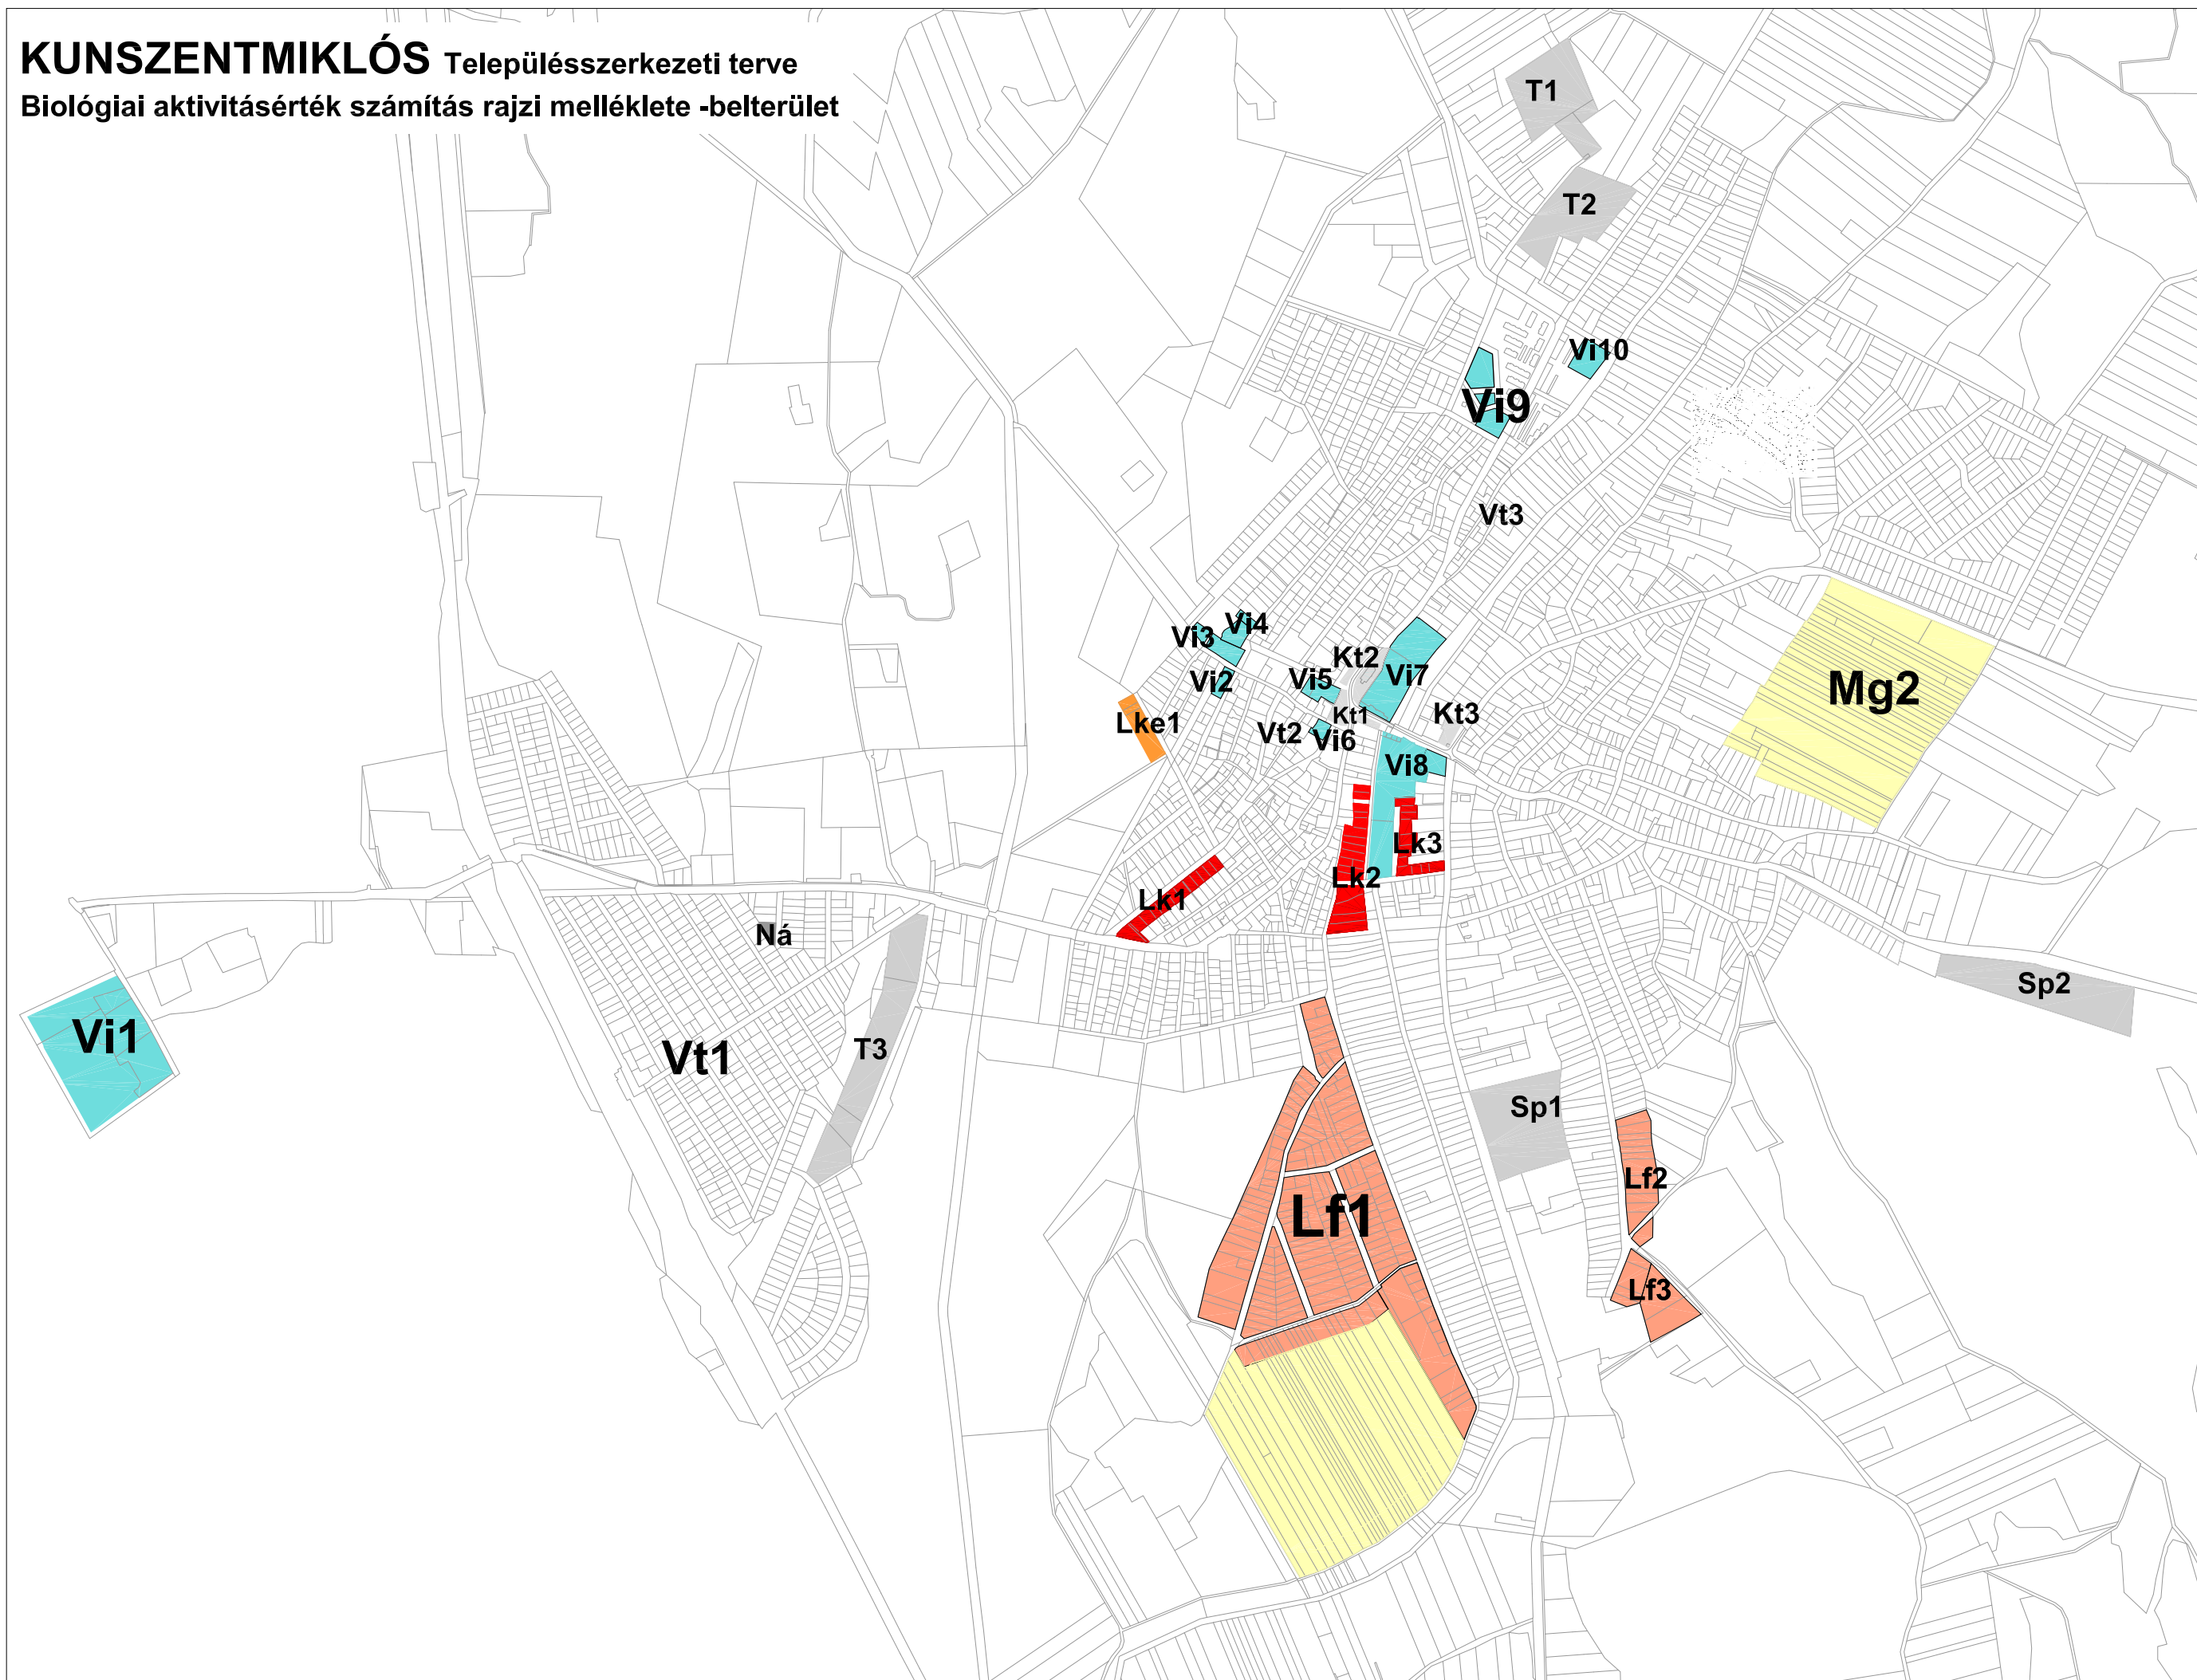 KUNSZENTMIKLÓS Településszerkezeti terve
Biológiai aktivitásérték számítás rajzi melléklete -belterület
T1
T2
Vi10
Vi9
Vt3
Vi4
Vi3
Kt2
Vi7
Vi5
Vi2
Mg2
Kt1
Kt3
Lke1
Vt2
Vi6
Vi8
Lk3
Lk2
Lk1
Ná
Sp2
Vi1
T3
Vt1
Sp1
Lf2
Lf1
Lf3